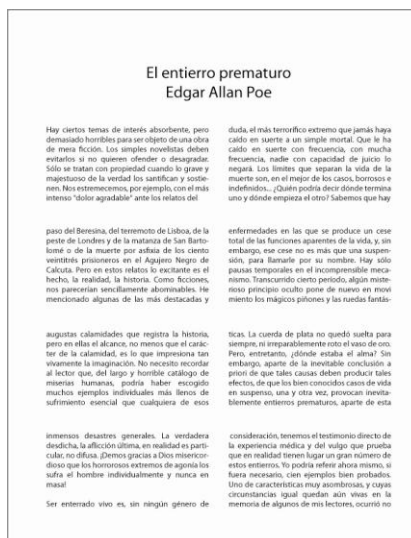 El entierro prematuro
Edgar Allan Poe
Hay ciertos temas de interés absorbente, pero
demasiado horribles para ser objeto de una obra
de mera ficción. Los simples novelistas deben
evitarlos si no quieren ofender o desagradar.
Sólo se tratan con propiedad cuando lo grave y
majestuoso de la verdad los santifican y sostie-
nen. Nos estremecemos, por ejemplo, con el más
intenso "dolor agradable" ante los relatos del
paso del Beresina, del terremoto de Lisboa, de la
peste de Londres y de la matanza de San Barto-
lomé o de la muerte por asfixia de los ciento
veintitrés prisioneros en el Agujero Negro de
Calcuta. Pero en estos relatos lo excitante es el
hecho, la realidad, la historia. Como ficciones,
nos parecerían sencillamente abominables. He
mencionado algunas de las más destacadas y
augustas calamidades que registra la historia,
pero en ellas el alcance, no menos que el carác-
ter de la calamidad, es lo que impresiona tan
vivamente la imaginación. No necesito recordar
al lector que, del largo y horrible catálogo de
miserias humanas, podría haber escogido
muchos ejemplos individuales más llenos de
sufrimiento esencial que cualquiera de esos
inmensos desastres generales. La verdadera
desdicha, la aflicción última, en realidad es parti-
cular, no difusa. ¡Demos gracias a Dios misericor-
dioso que los horrorosos extremos de agonía los
sufra el hombre individualmente y nunca en
masa!
Ser enterrado vivo es, sin ningún género de
duda, el más terrorífico extremo que jamás haya
caído en suerte a un simple mortal. Que le ha
caído en suerte con frecuencia, con mucha
frecuencia, nadie con capacidad de juicio lo
negará. Los límites que separan la vida de la
muerte son, en el mejor de los casos, borrosos e
indefinidos... ¿Quién podría decir dónde termina
uno y dónde empieza el otro? Sabemos que hay
enfermedades en las que se produce un cese
total de las funciones aparentes de la vida, y, sin
embargo, ese cese no es más que una suspen-
sión, para llamarle por su nombre. Hay sólo
pausas temporales en el incomprensible meca-
nismo. Transcurrido cierto período, algún miste-
rioso principio oculto pone de nuevo en movi
miento los mágicos piñones y las ruedas fantás-
ticas. La cuerda de plata no quedó suelta para
siempre, ni irreparablemente roto el vaso de oro.
Pero, entretanto, ¿dónde estaba el alma? Sin
embargo, aparte de la inevitable conclusión a
priori de que tales causas deben producir tales
efectos, de que los bien conocidos casos de vida
en suspenso, una y otra vez, provocan inevita-
blemente entierros prematuros, aparte de esta
consideración, tenemos el testimonio directo de
la experiencia médica y del vulgo que prueba
que en realidad tienen lugar un gran número de
estos entierros. Yo podría referir ahora mismo, si
fuera necesario, cien ejemplos bien probados.
Uno de características muy asombrosas, y cuyas
circunstancias igual quedan aún vivas en la
memoria de algunos de mis lectores, ocurrió no